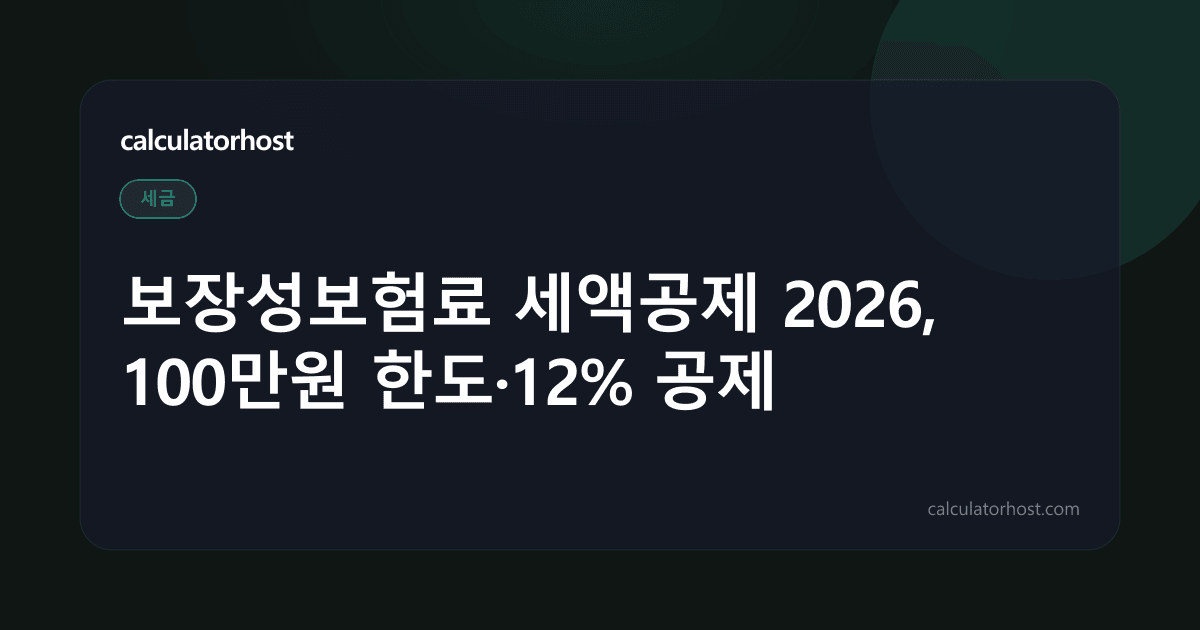 calculatorhost
세금
보장성보험료 세액공제 2026,
100만원 한도·12% 공제
calculatorhost.com